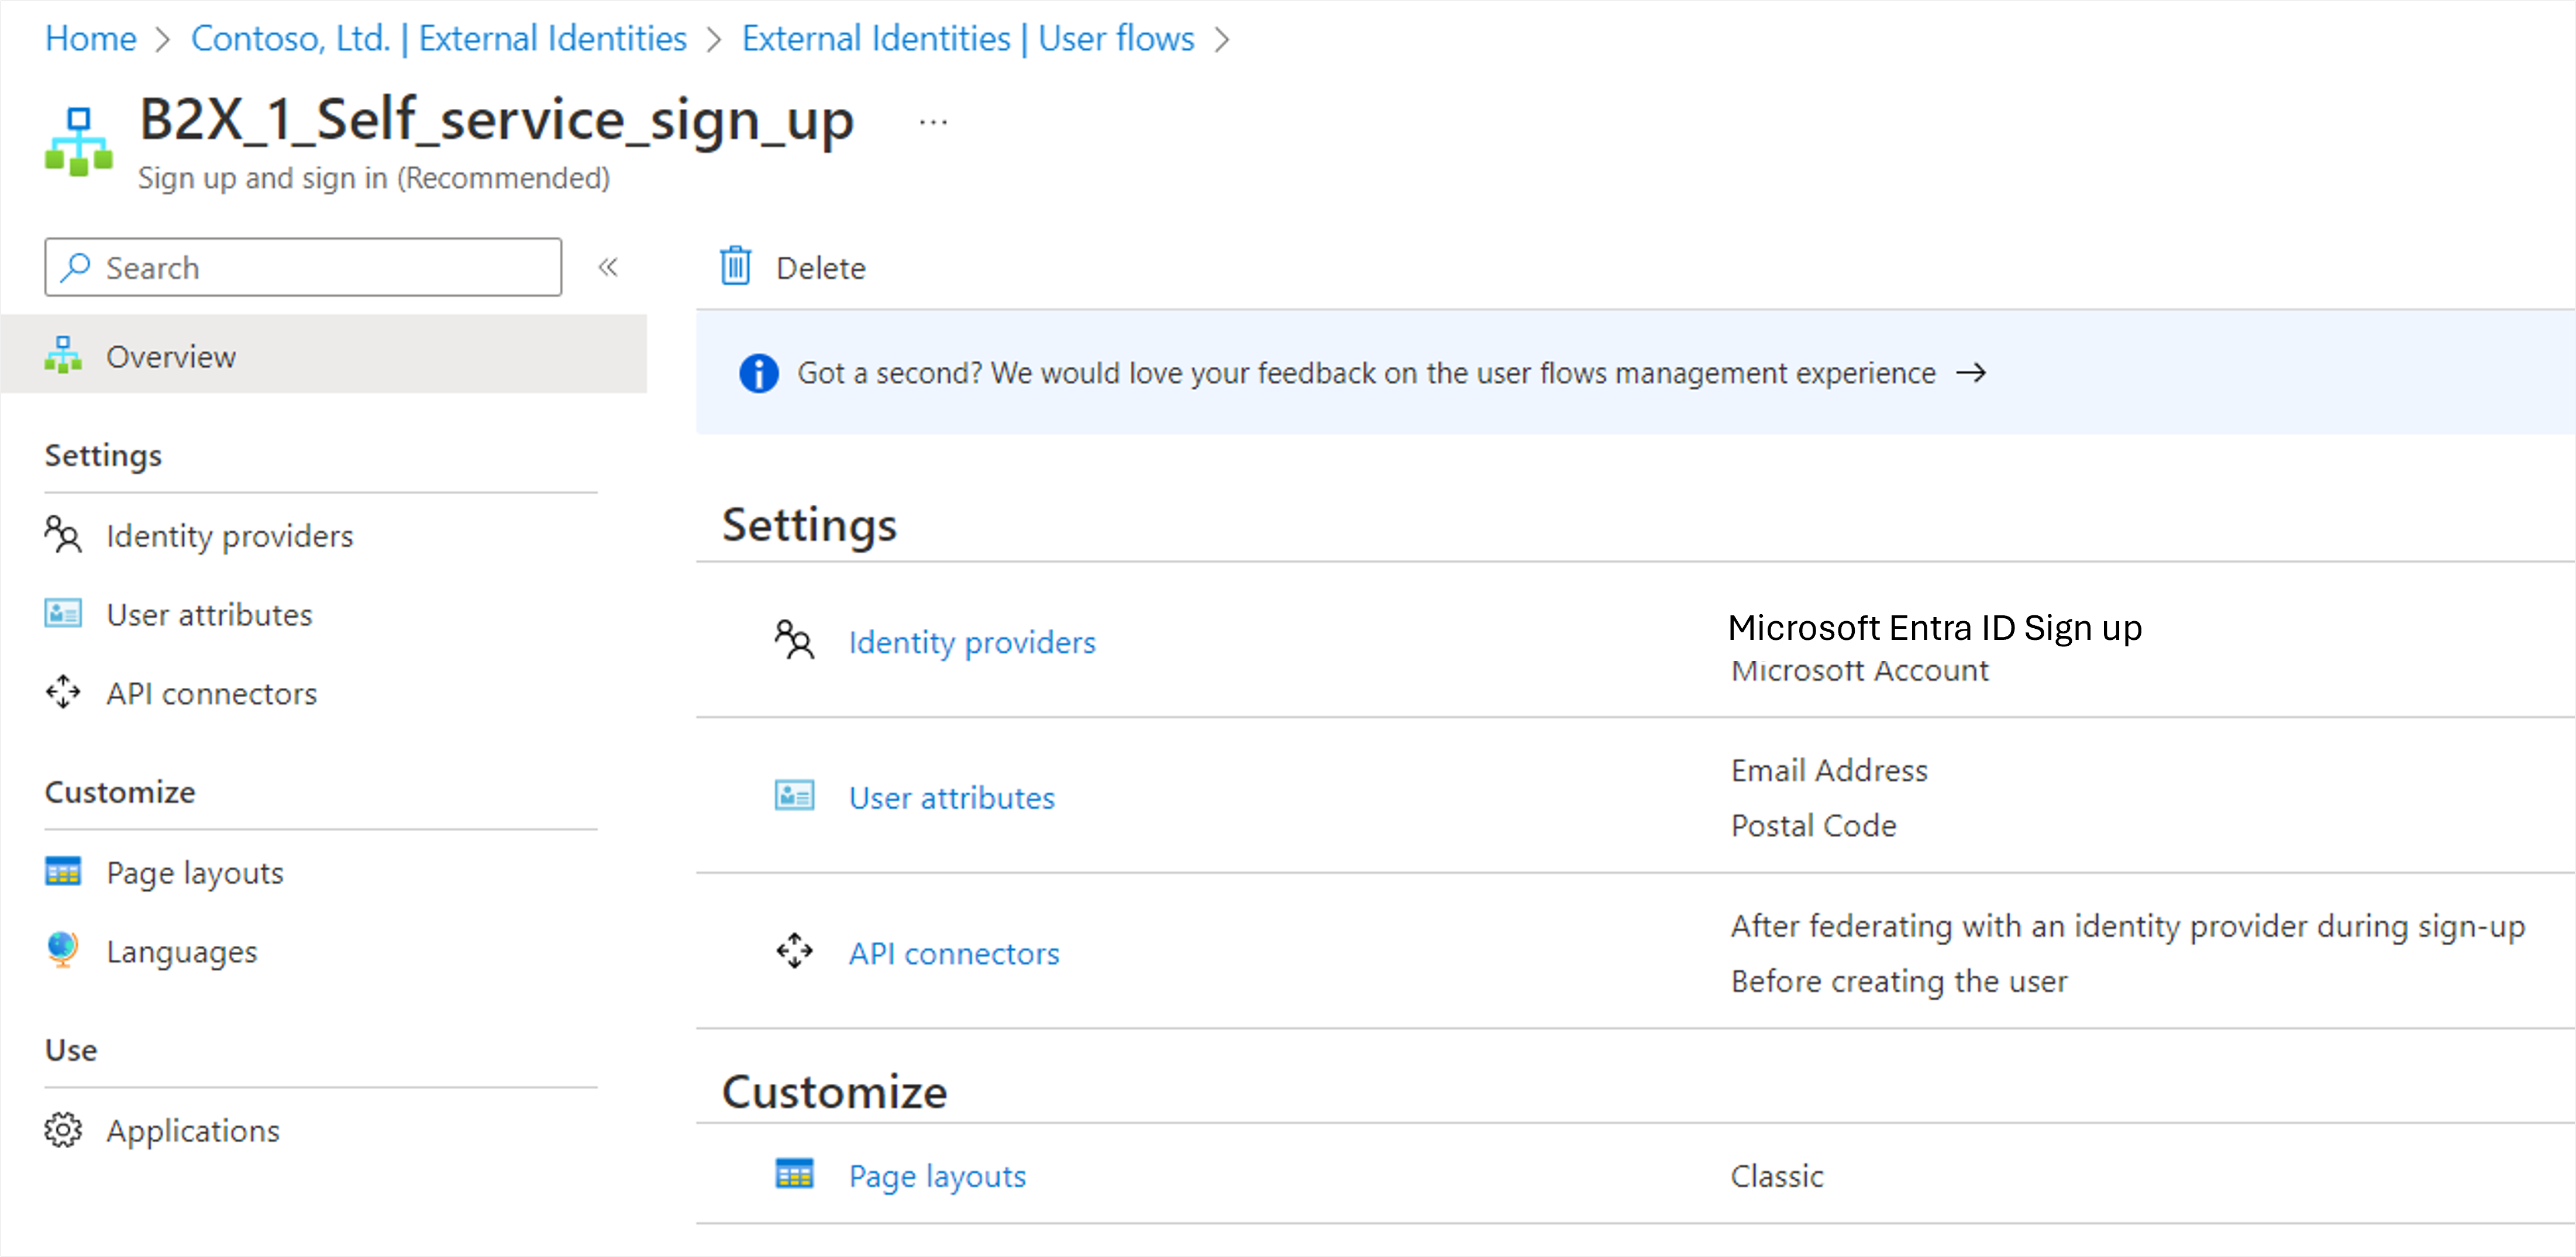 Home > Contoso, Ltd. | External Identities > External Identities | User flows >
B2X_1_Self_service_sign_up ...
Sign up and sign in (Recommended)
Search «
Overview
Settings
Identity providers
User attributes
API connectors
Customize
Page layouts
Languages
Use
Applications
Delete
Got a second? We would love your feedback on the user flows management experience →
Settings
Identity providers
Microsoft Entra ID Sign up
Microsoft Account
User attributes
Email Address
Postal Code
API connectors
After federating with an identity provider during sign-up
Before creating the user
Customize
Page layouts
Classic